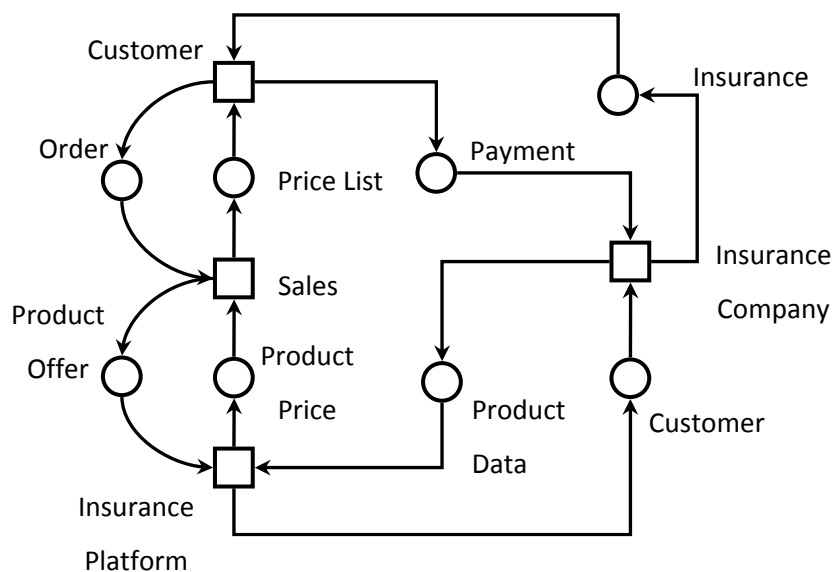 Customer
Insurance
Order
Payment
Price List
Insurance
Company
Sales
Product
Offer
Product
Price
Product
Data
Customer
Insurance
Platform